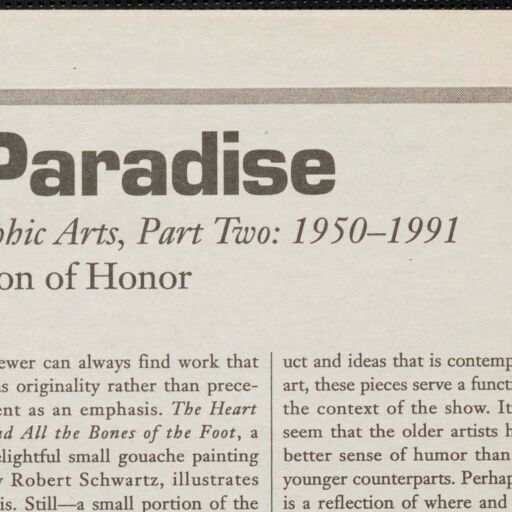 Paradise
phic Arts, Part Two: 1950–1991
on of Honor
ewer can always find work that
s originality rather than prece-
ent as an emphasis. The Heart
nd All the Bones of the Foot, a
elightful small gouache painting
y Robert Schwartz, illustrates
is. Still—a small portion of the
uct and ideas that is contemp
art, these pieces serve a functi
the context of the show. It
seem that the older artists h
better sense of humor than
younger counterparts. Perhap
is a reflection of where and